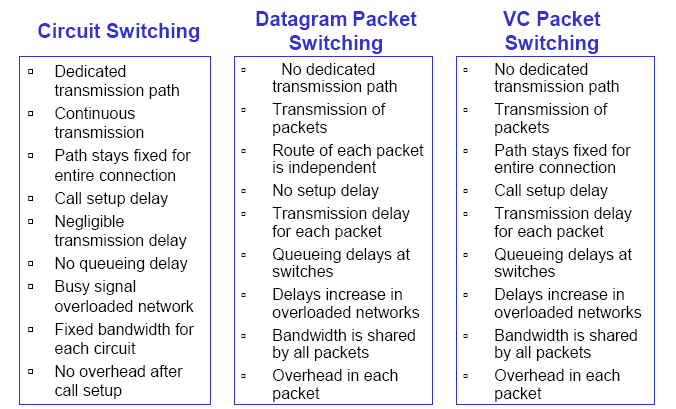 Circuit Switching
Dedicated
transmission path
Continuous
transmission
Path stays fixed for
entire connection
Call setup delay
Negligible
transmission delay
No queueing delay
Busy signal
overloaded network
Fixed bandwidth for
each circuit
No overhead after
call setup
Datagram Packet
Switching
No dedicated
transmission path
Transmission of
packets
Route of each packet
is independent
No setup delay
Transmission delay
for each packet
Queueing delays at
switches
Delays increase in
overloaded networks
Bandwidth is shared
by all packets
Overhead in each
packet
VC Packet
Switching
No dedicated
transmission path
Transmission of
packets
Path stays fixed for
entire connection
Call setup delay
Transmission delay
for each packet
Queueing delays at
switches
Delays increase in
overloaded networks
Bandwidth is shared
by all packets
Overhead in each
packet